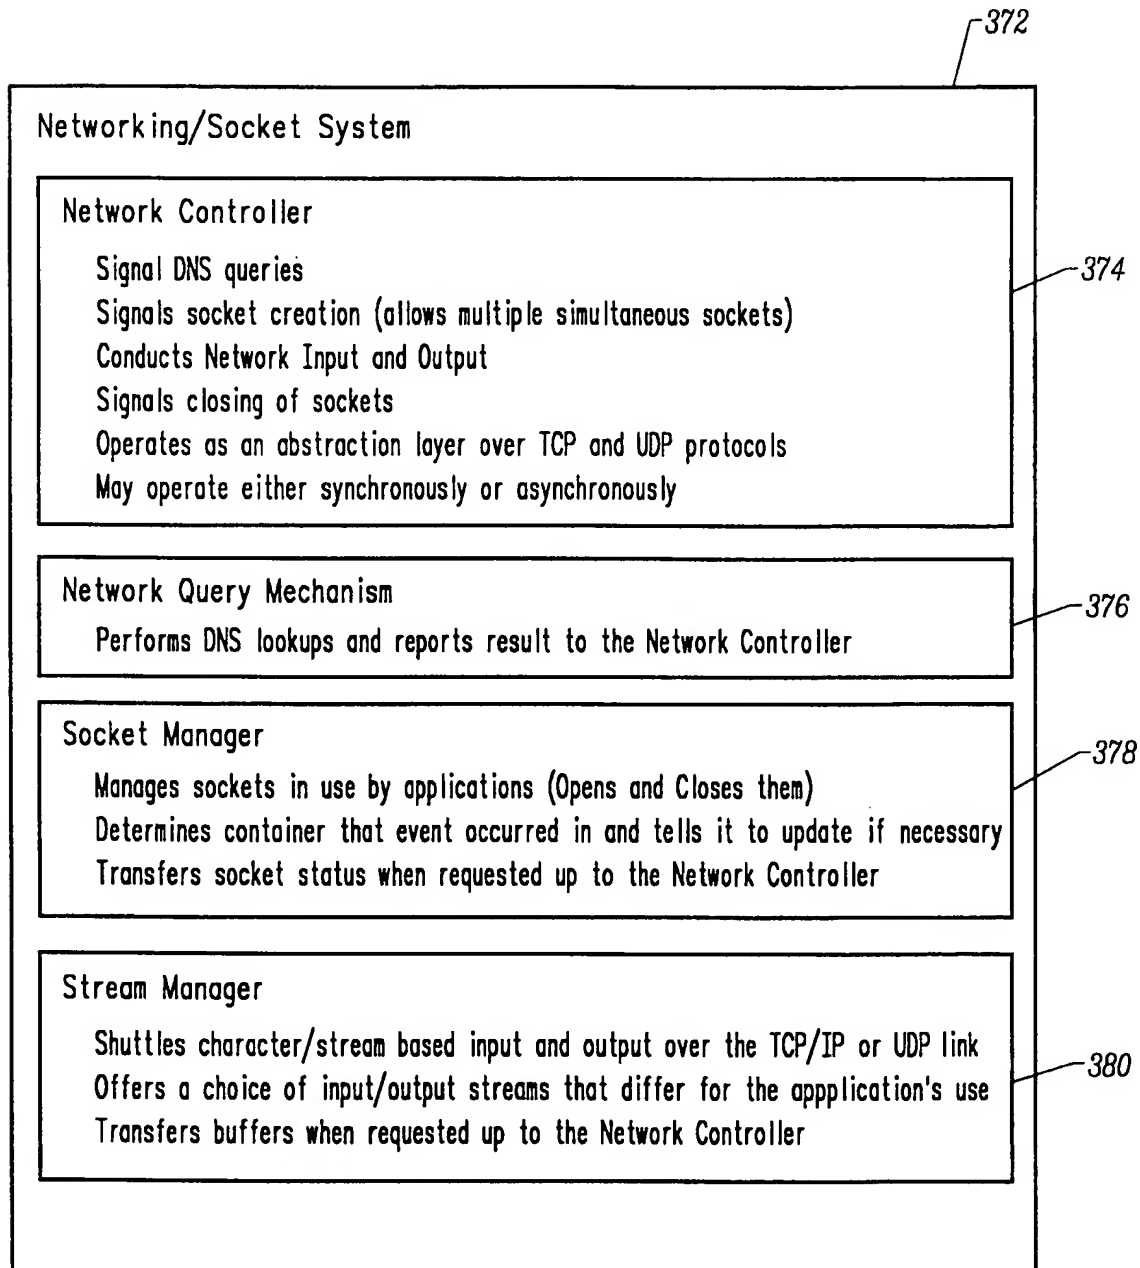 372
Networking/Socket System
Network Controller
Signal DNS queries
374
Signals socket creation (allows multiple simultaneous sockets)
Conducts Network Input and Output
Signals closing of sockets
Operates as an abstraction layer over TCP and UDP protocols
May operate either synchronously or asynchronously
Network Query Mechanism
376
Performs DNS lookups and reports result to the Network Controller
Socket Manager
378
Manages sockets in use by applications (Opens and Closes them)
Determines container that event occurred in and tells it to update if necessary
Transfers socket status when requested up to the Network Controller
Stream Manager
Shuttles character/stream based input and output over the TCP/IP or UDP link
380
Offers a choice of input/output streams that differ for the appplication's use
Transfers buffers when requested up to the Network Controller